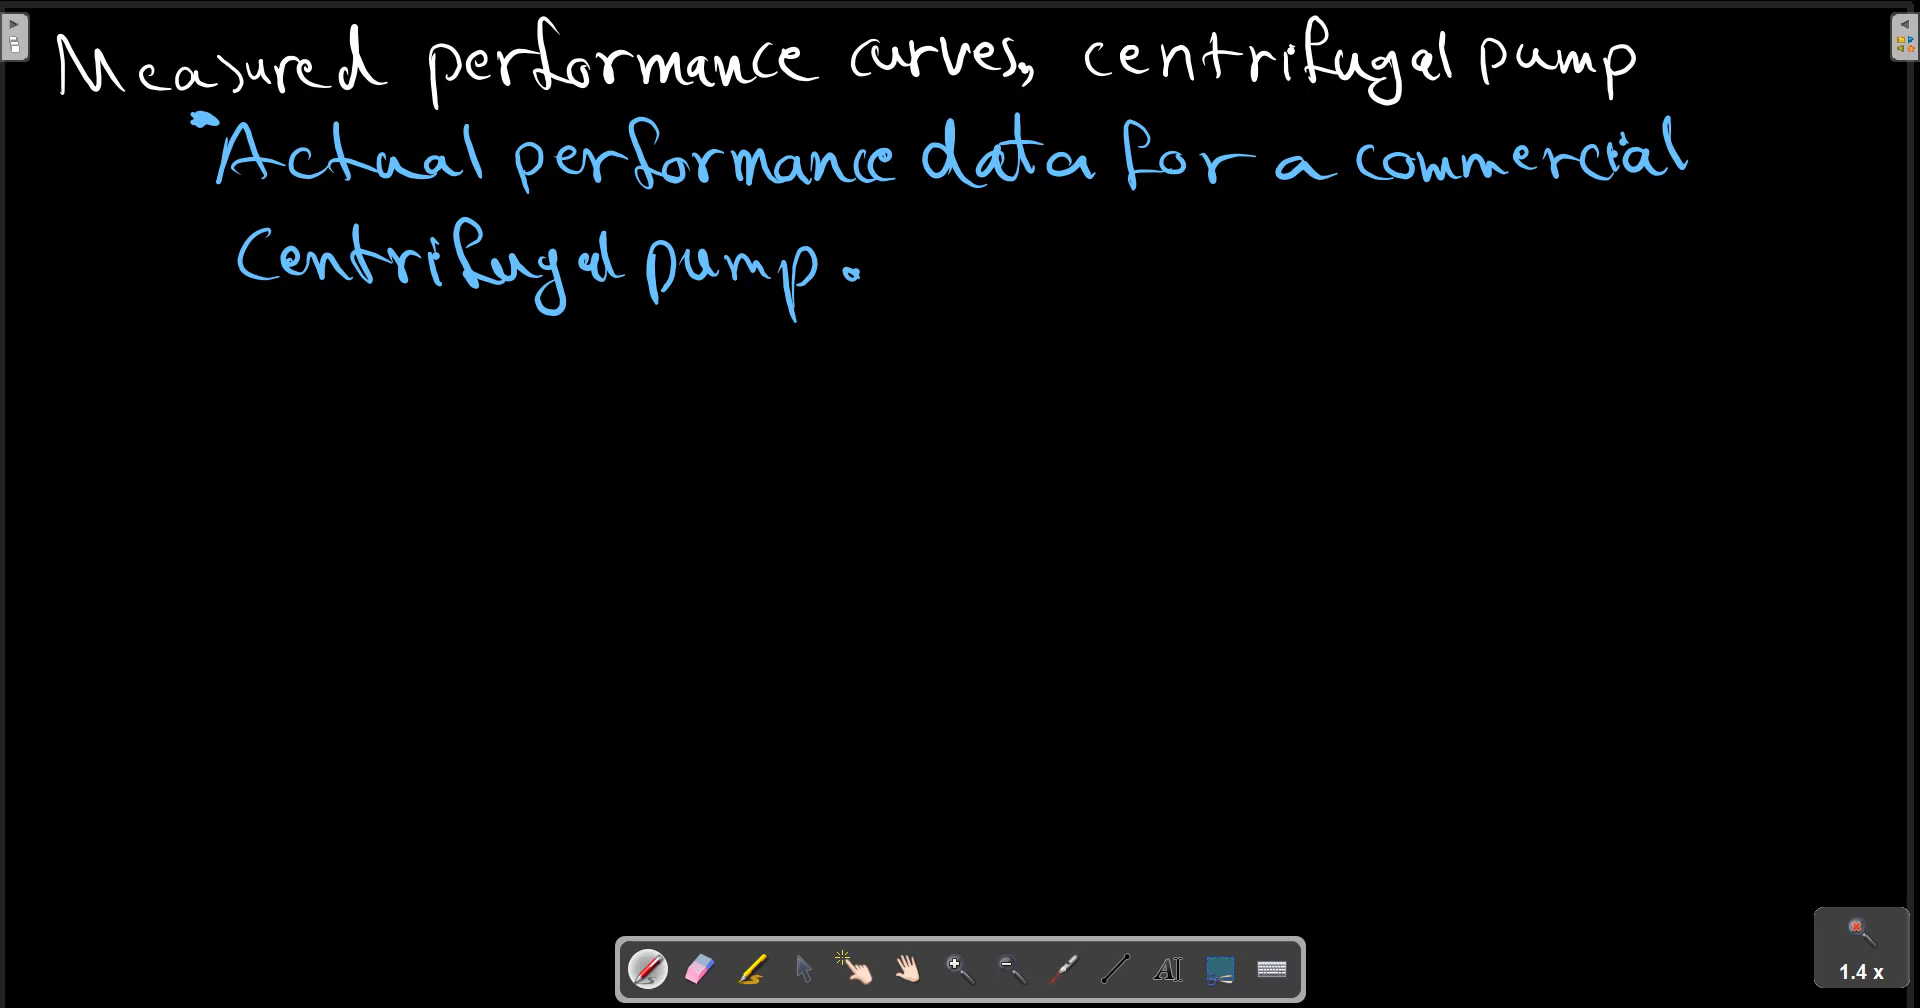 Measured performance curves, centrifugal pump
• Actual performance data for a commercial
Centrifugal pump.
1.4 x